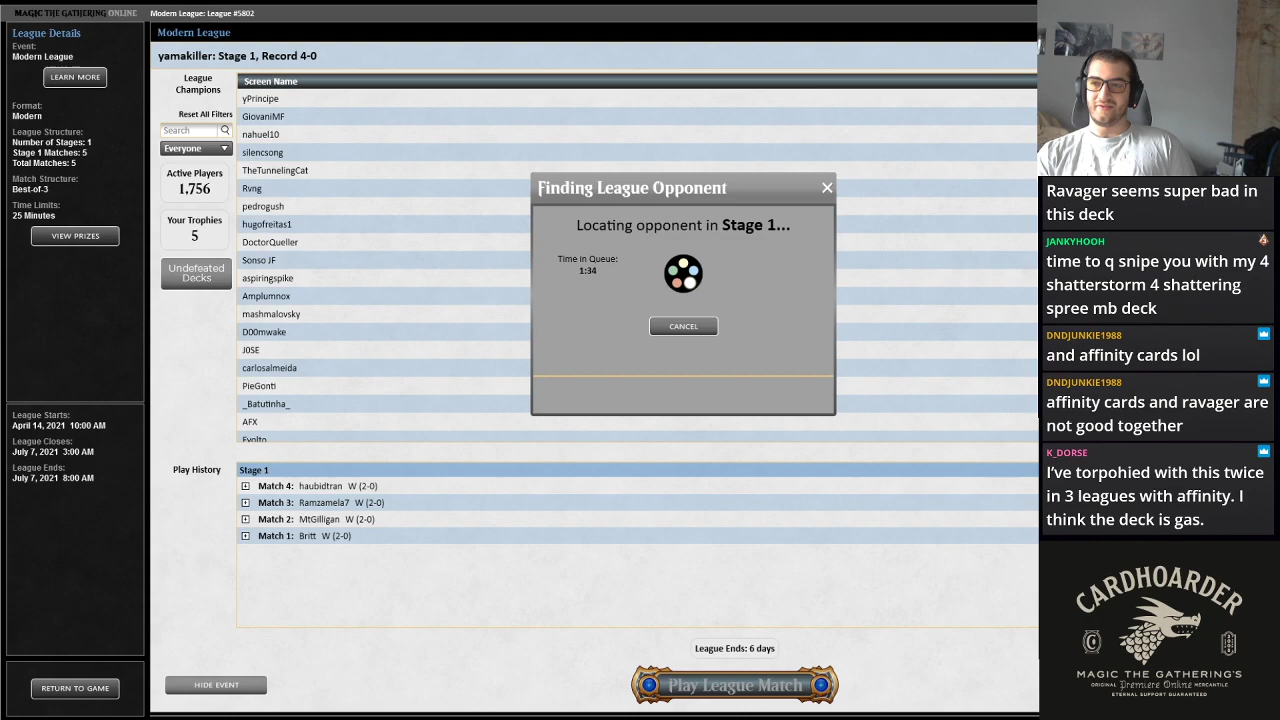 MAGIC THE GATHERING ONLINE
Modern League: League #5802
League Details
Event:
Modern League
LEARN MORE
Format:
Modern
League Structure:
Number of Stages: 1
Stage 1 Matches: 5
Total Matches: 5
Match Structure:
Best-of-3
Time Limits:
25 Minutes
VIEW PRIZES
League Starts:
April 14, 2021 10:00 AM
League Closes:
July 7, 2021 3:00 AM
League Ends:
July 7, 2021 8:00 AM
RETURN TO GAME
Modern League
yamakiller: Stage 1, Record 4-0
League
Champions
Reset All Filters
Search
Everyone
Active Players
1,756
Your Trophies
5
Undefeated
Decks
Screen Name
yPrincipe
GiovaniMF
nahuel10
silencsong
TheTunnelingCat
Rvng
pedrogush
hugofreitas1
DoctorQueller
Sonso JF
aspiringspike
Amplumnox
mashmalovsky
D00mwake
J0SE
carlosalmeida
PieGonti
_Batutinha_
AFX
Fvolto
Finding League Opponent
Locating opponent in Stage 1...
Time in Queue:
1:34
CANCEL
Play History
Stage 1
Match 4: haubidtran W (2-0)
Match 3: Ramzamela7 W (2-0)
Match 2: MtGilligan W (2-0)
Match 1: Britt W (2-0)
League Ends: 6 days
HIDE EVENT
Play League Match
Ravager seems super bad in
this deck
JANKYHOOH
time to q snipe you with my 4
shatterstorm 4 shattering
spree mb deck
DNDJUNKIE1988
and affinity cards lol
DNDJUNKIE1988
affinity cards and ravager are
not good together
K_DORSE
I've torpohied with this twice
in 3 leagues with affinity. I
think the deck is gas.
CARDHOARDER
MAGIC THE GATHERING'S
ORIGINAL Premiere Online MERCANTILE
ETERNAL SUPPORT GUARANTEED